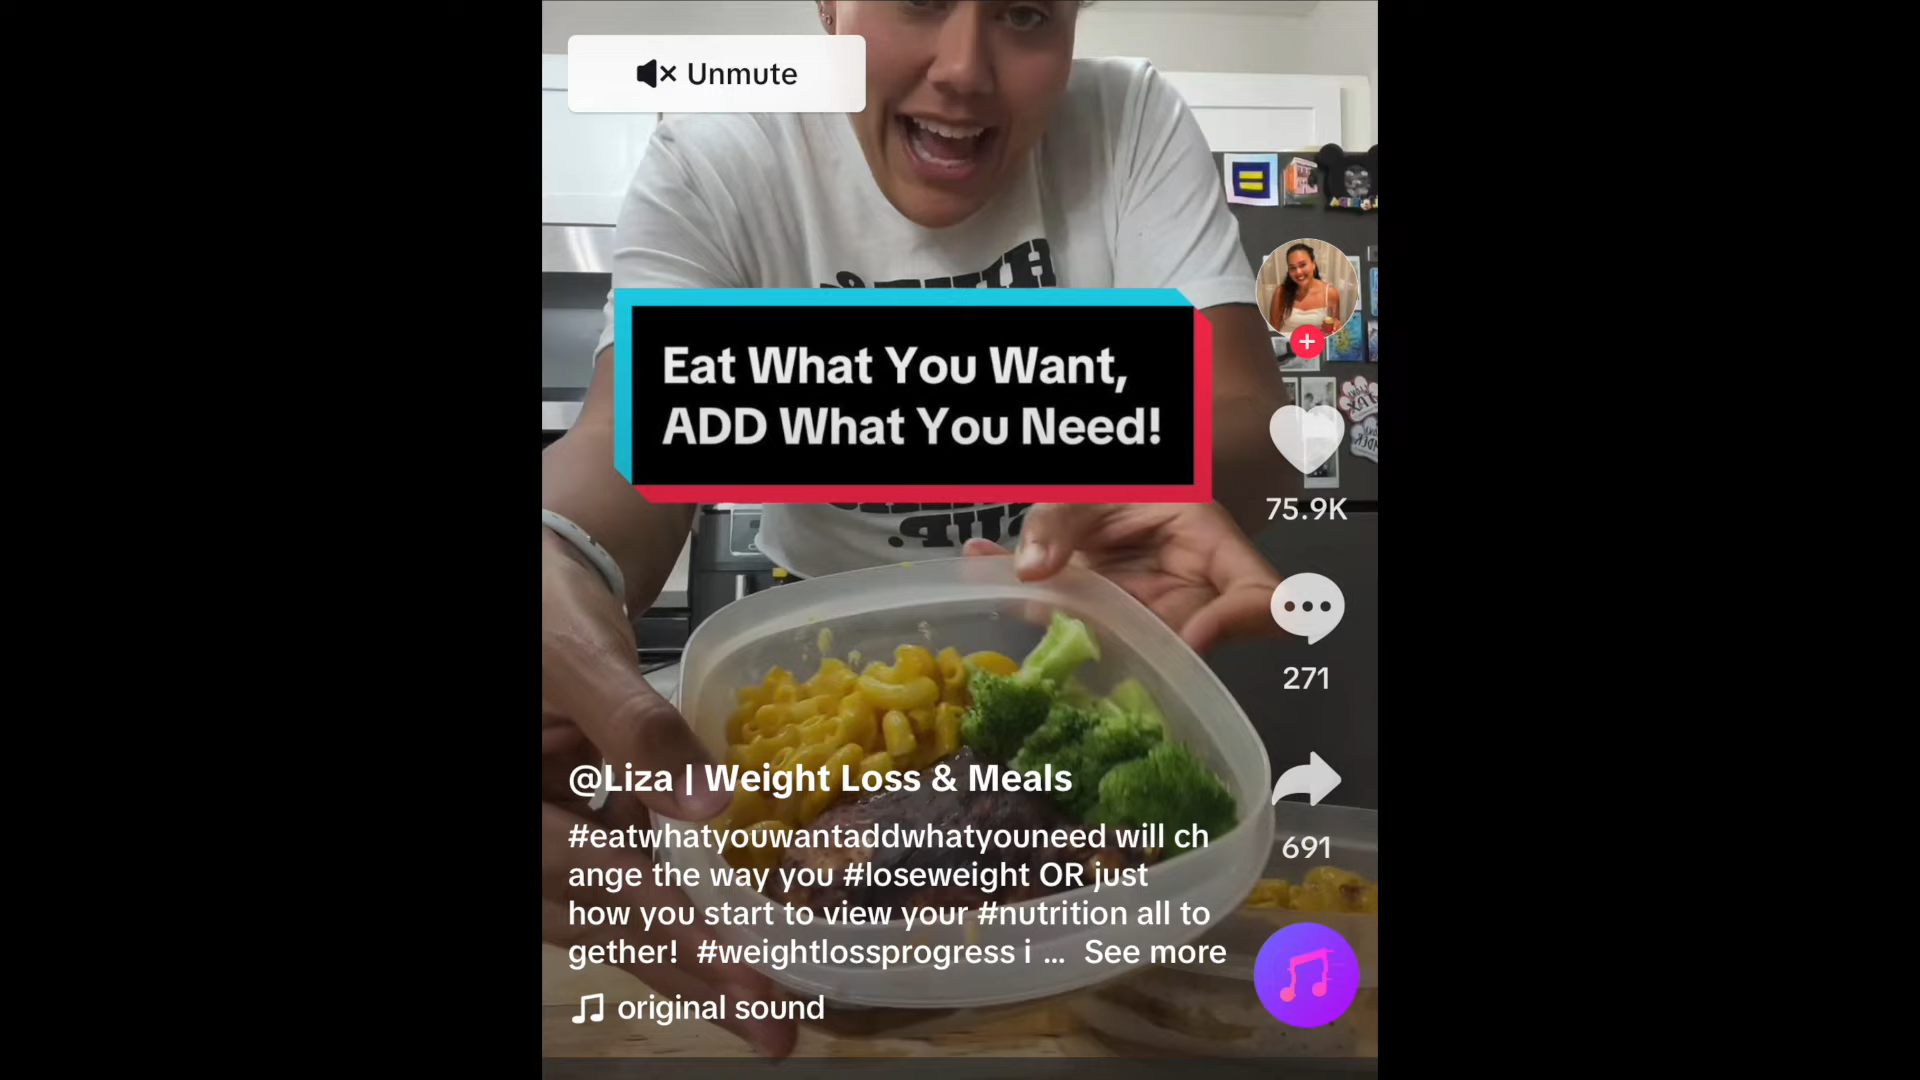 Unmute
Eat What You Want,
ADD What You Need!
75.9K
271
@Liza | Weight Loss & Meals
#eatwhatyouwantaddwhatyouneed will ch
ange the way you #loseweight OR just
how you start to view your #nutrition all to
gether! #weightlossprogress i ... See more
691
original sound